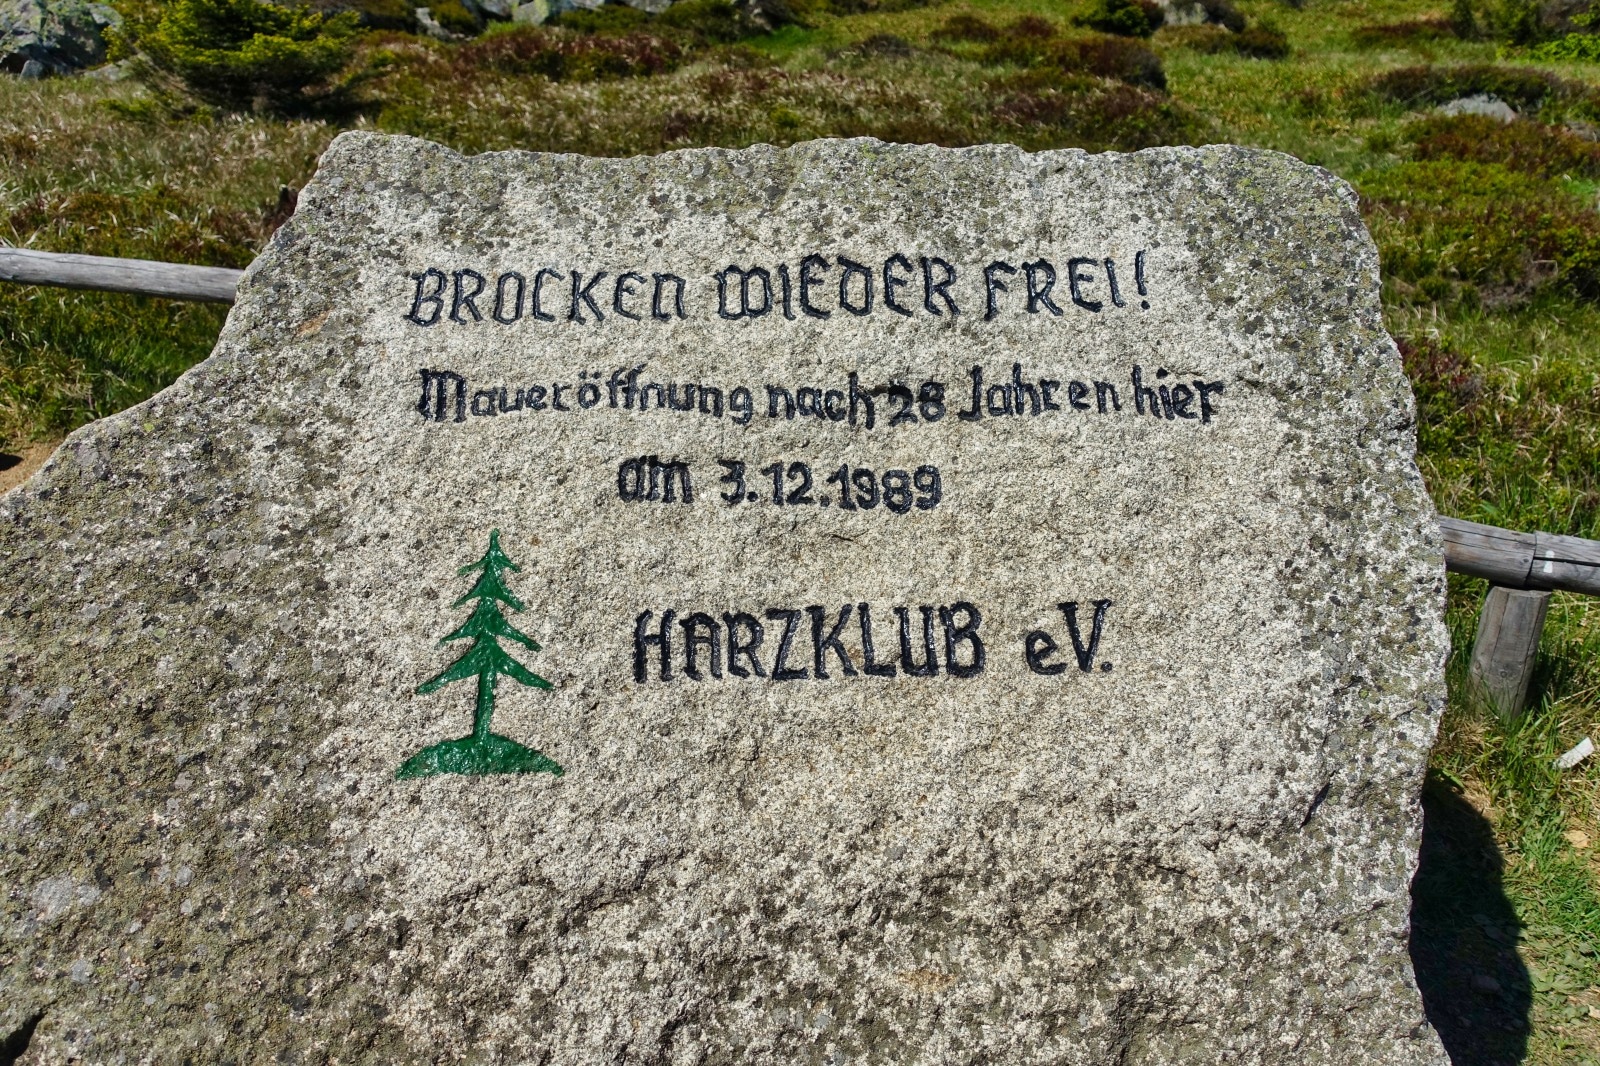 BROCKEN WIEDER FREI!
Maueröffnung nach 28 Jahren hier
am 3.12.1989
HARZKLUB eV.